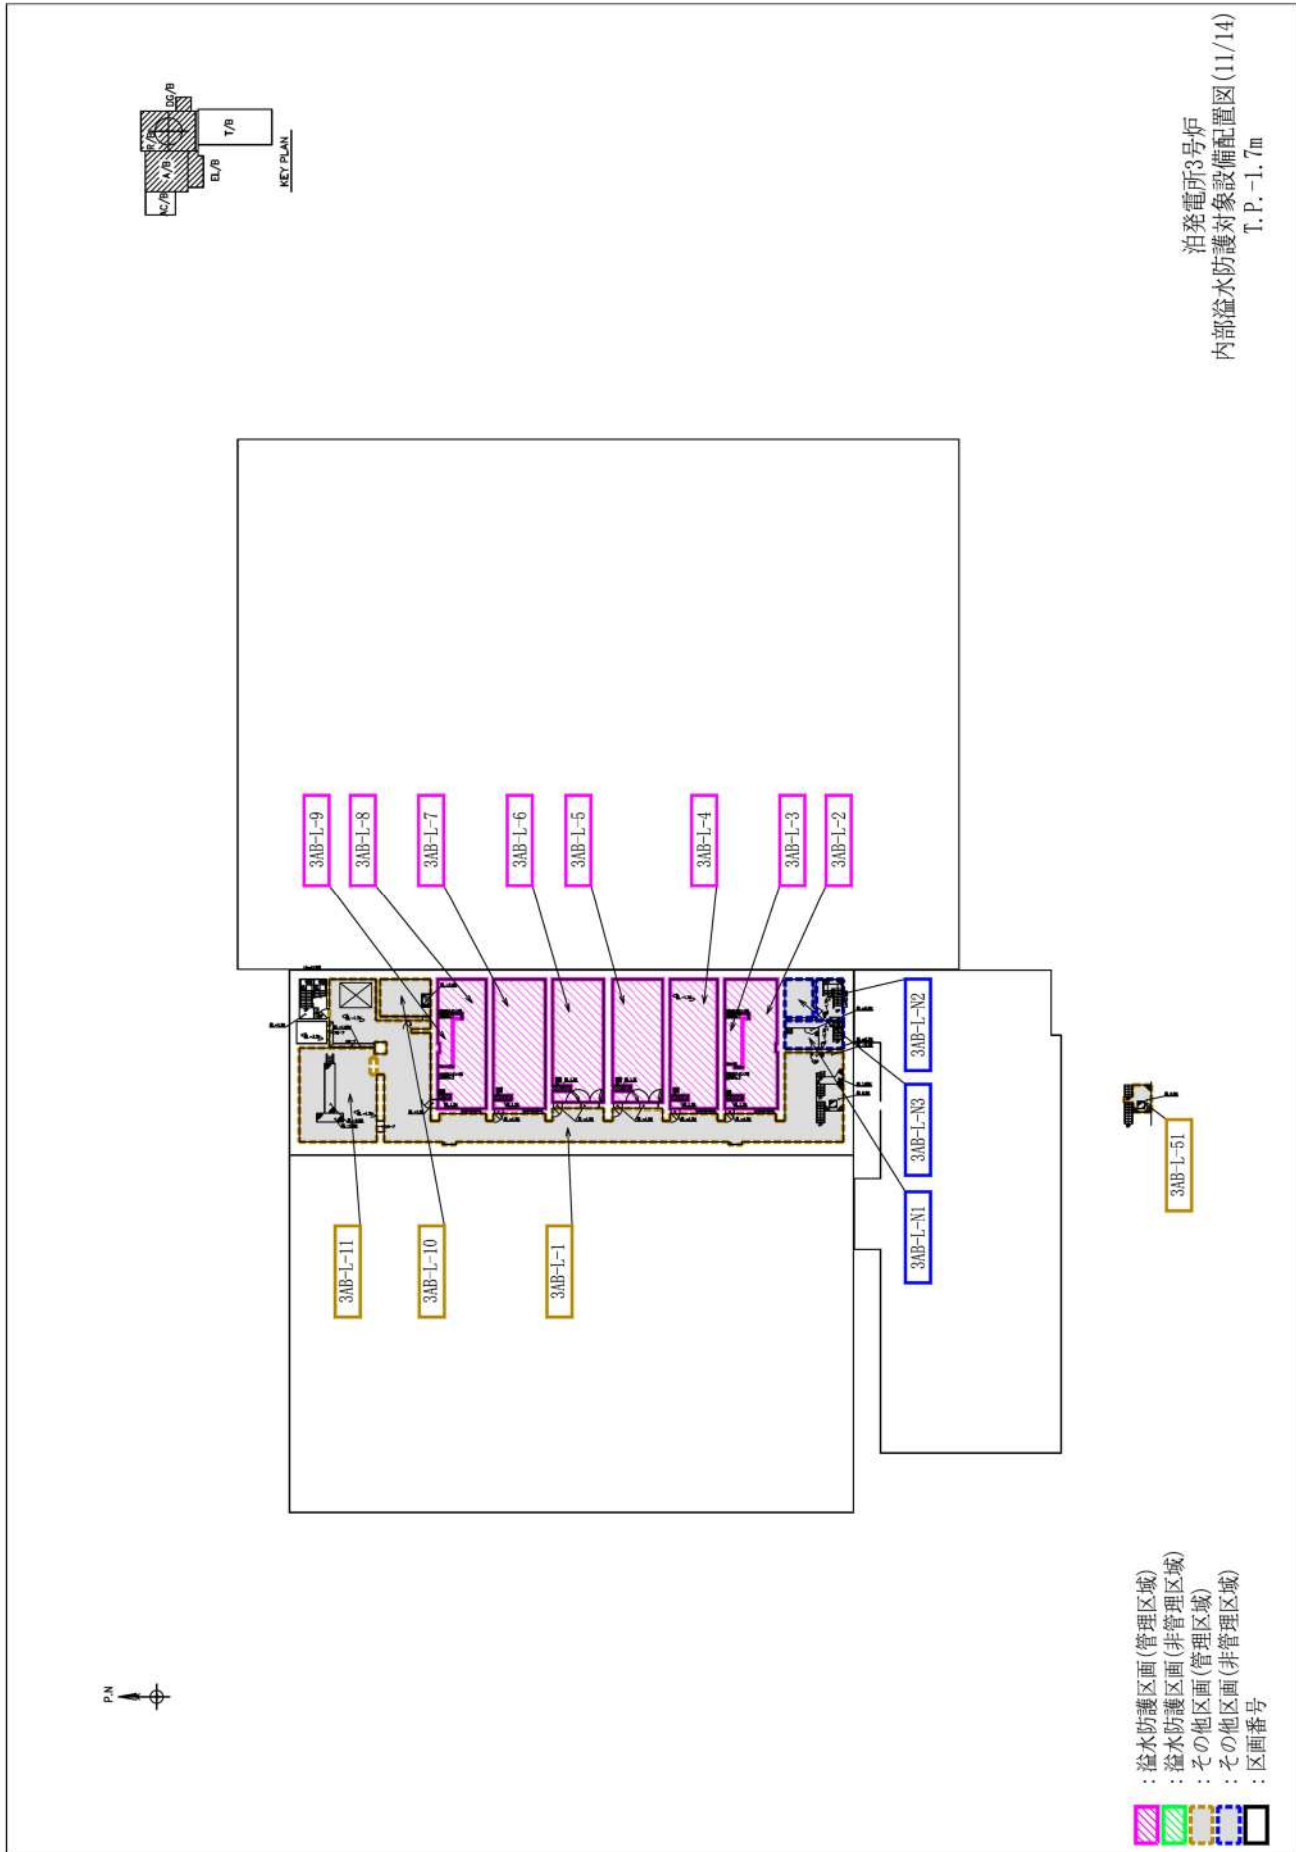 泊発電所3号炉
内部溢水防護対象設備配置図(11/14)
T.P.-1.7m
R/B
DG/B
A/B
AC/B
T/B
EL/B
KEY PLAN
P.N
3AB-L-9
3AB-L-8
3AB-L-7
3AB-L-6
3AB-L-5
3AB-L-4
3AB-L-3
3AB-L-2
3AB-L-11
3AB-L-10
3AB-L-1
3AB-L-N1
3AB-L-N3
3AB-L-N2
3AB-L-51
:溢水防護区画(管理区域)
:溢水防護区画(非管理区域)
:その他区画(管理区域)
:その他区画(非管理区域)
:区画番号